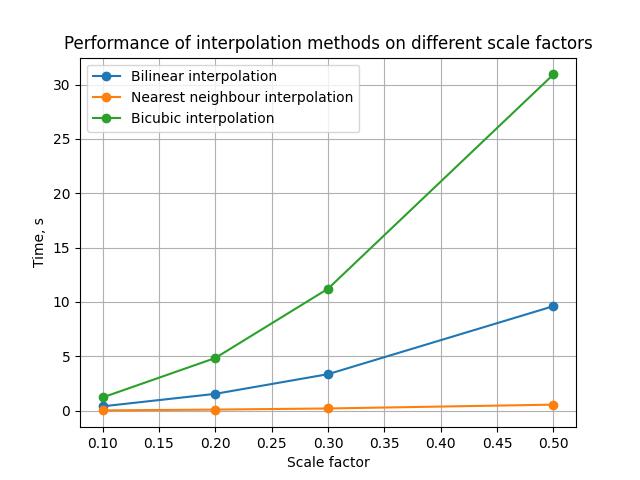 Performance of interpolation methods on different scale factors
Bilinear interpolation
Nearest neighbour interpolation
Bicubic interpolation
30
25
20
15
10
5
0
Time, s
0.10 0.15 0.20 0.25 0.30 0.35 0.40 0.45 0.50
Scale factor